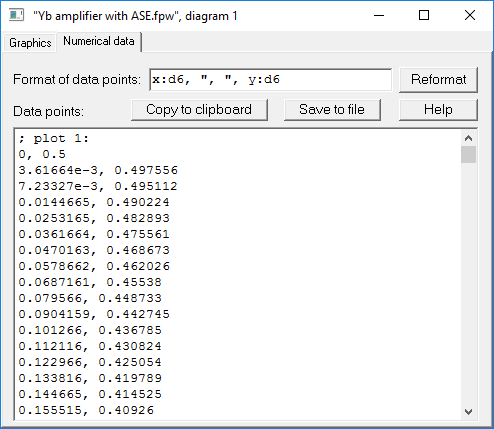 "Yb amplifier with ASE.fpw", diagram 1
Graphics Numerical data
Format of data points: x:d6, ", ", y:d6 Reformat
Data points: Copy to clipboard Save to file Help
; plot 1:
0, 0.5
3.61664e-3, 0.497556
7.23327e-3, 0.495112
0.0144665, 0.490224
0.0253165, 0.482893
0.0361664, 0.475561
0.0470163, 0.468673
0.0578662, 0.462026
0.0687161, 0.45538
0.079566, 0.448733
0.0904159, 0.442745
0.101266, 0.436785
0.112116, 0.430824
0.122966, 0.425054
0.133816, 0.419789
0.144665, 0.414525
0.155515, 0.40926